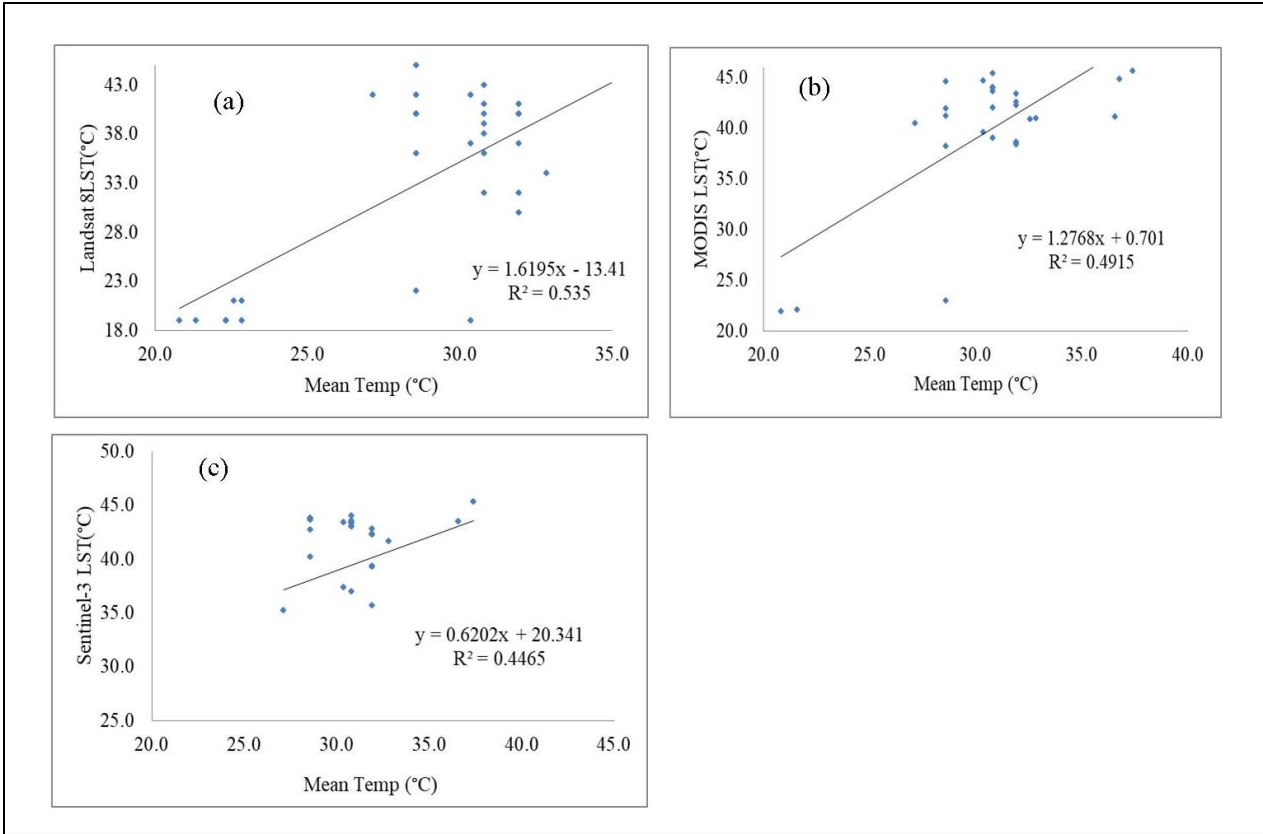 (a)
Landsat 8LST(°C)
43.0
38.0
33.0
28.0
23.0
18.0
y = 1.6195x - 13.41
R² = 0.535
20.0 25.0 30.0 35.0
Mean Temp (°C)
(b)
MODIS LST(°C)
45.0
40.0
35.0
30.0
25.0
20.0
y = 1.2768x + 0.701
R² = 0.4915
20.0 25.0 30.0 35.0 40.0
Mean Temp (°C)
(c)
Sentinel-3 LST(°C)
50.0
45.0
40.0
35.0
30.0
25.0
y = 0.6202x + 20.341
R² = 0.4465
20.0 25.0 30.0 35.0 40.0 45.0
Mean Temp (°C)